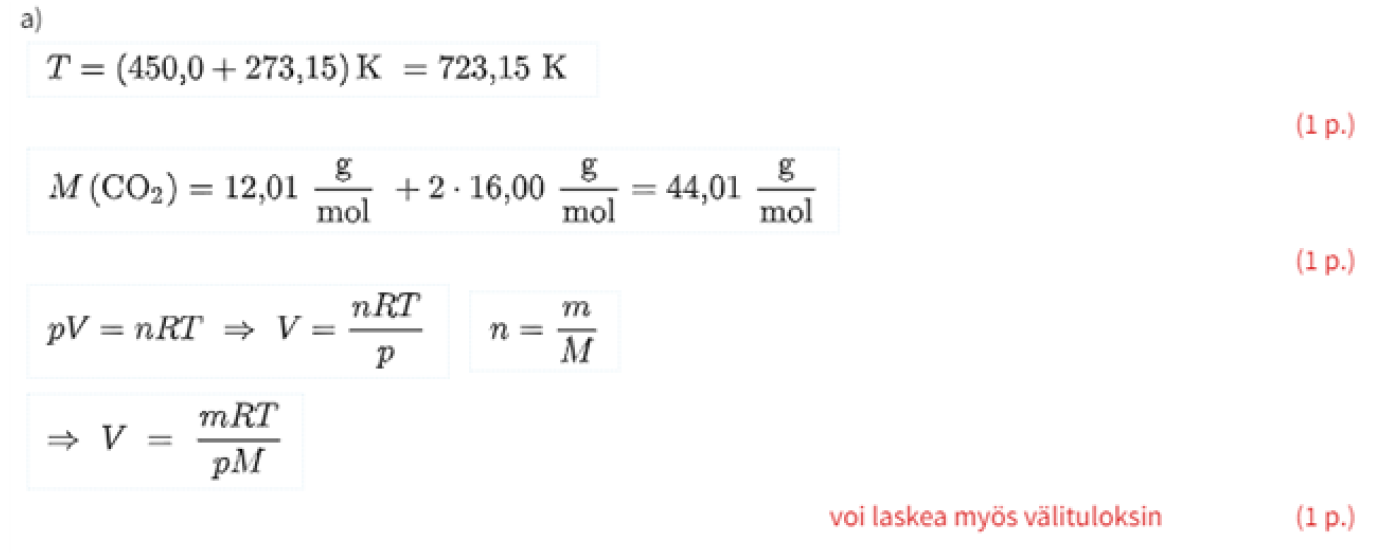 a)
T = (450,0 + 273,15) K = 723,15 K
(1 p.)
M (CO₂) = 12,01 g/mol + 2 · 16,00 g/mol = 44,01 g/mol
(1 p.)
pV = nRT ⇒ V = nRT/p n = m/M
⇒ V = mRT/pM
voi laskea myös välituloksin (1 p.)